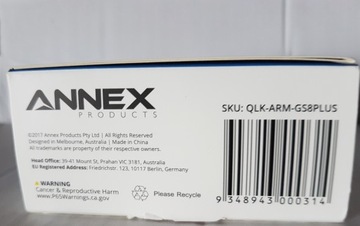 ANNEX
PRODUCTS
SKU: QLK-ARM-GS8PLUS
©2017 Annex Products Pty Ltd | All Rights Reserved
Designed in Melbourne, Australia | Made in China
All trademarks are property of their respective owners.
Head Office: 39-41 Mount St, Prahan VIC 3181, Australia
EU Registered Address: Friedrichstr. 123, 10117 Berlin, Germany
WARNING
Cancer & Reproductive Harm
www.P65Warnings.ca.gov
Please Recycle
9 348943 000314